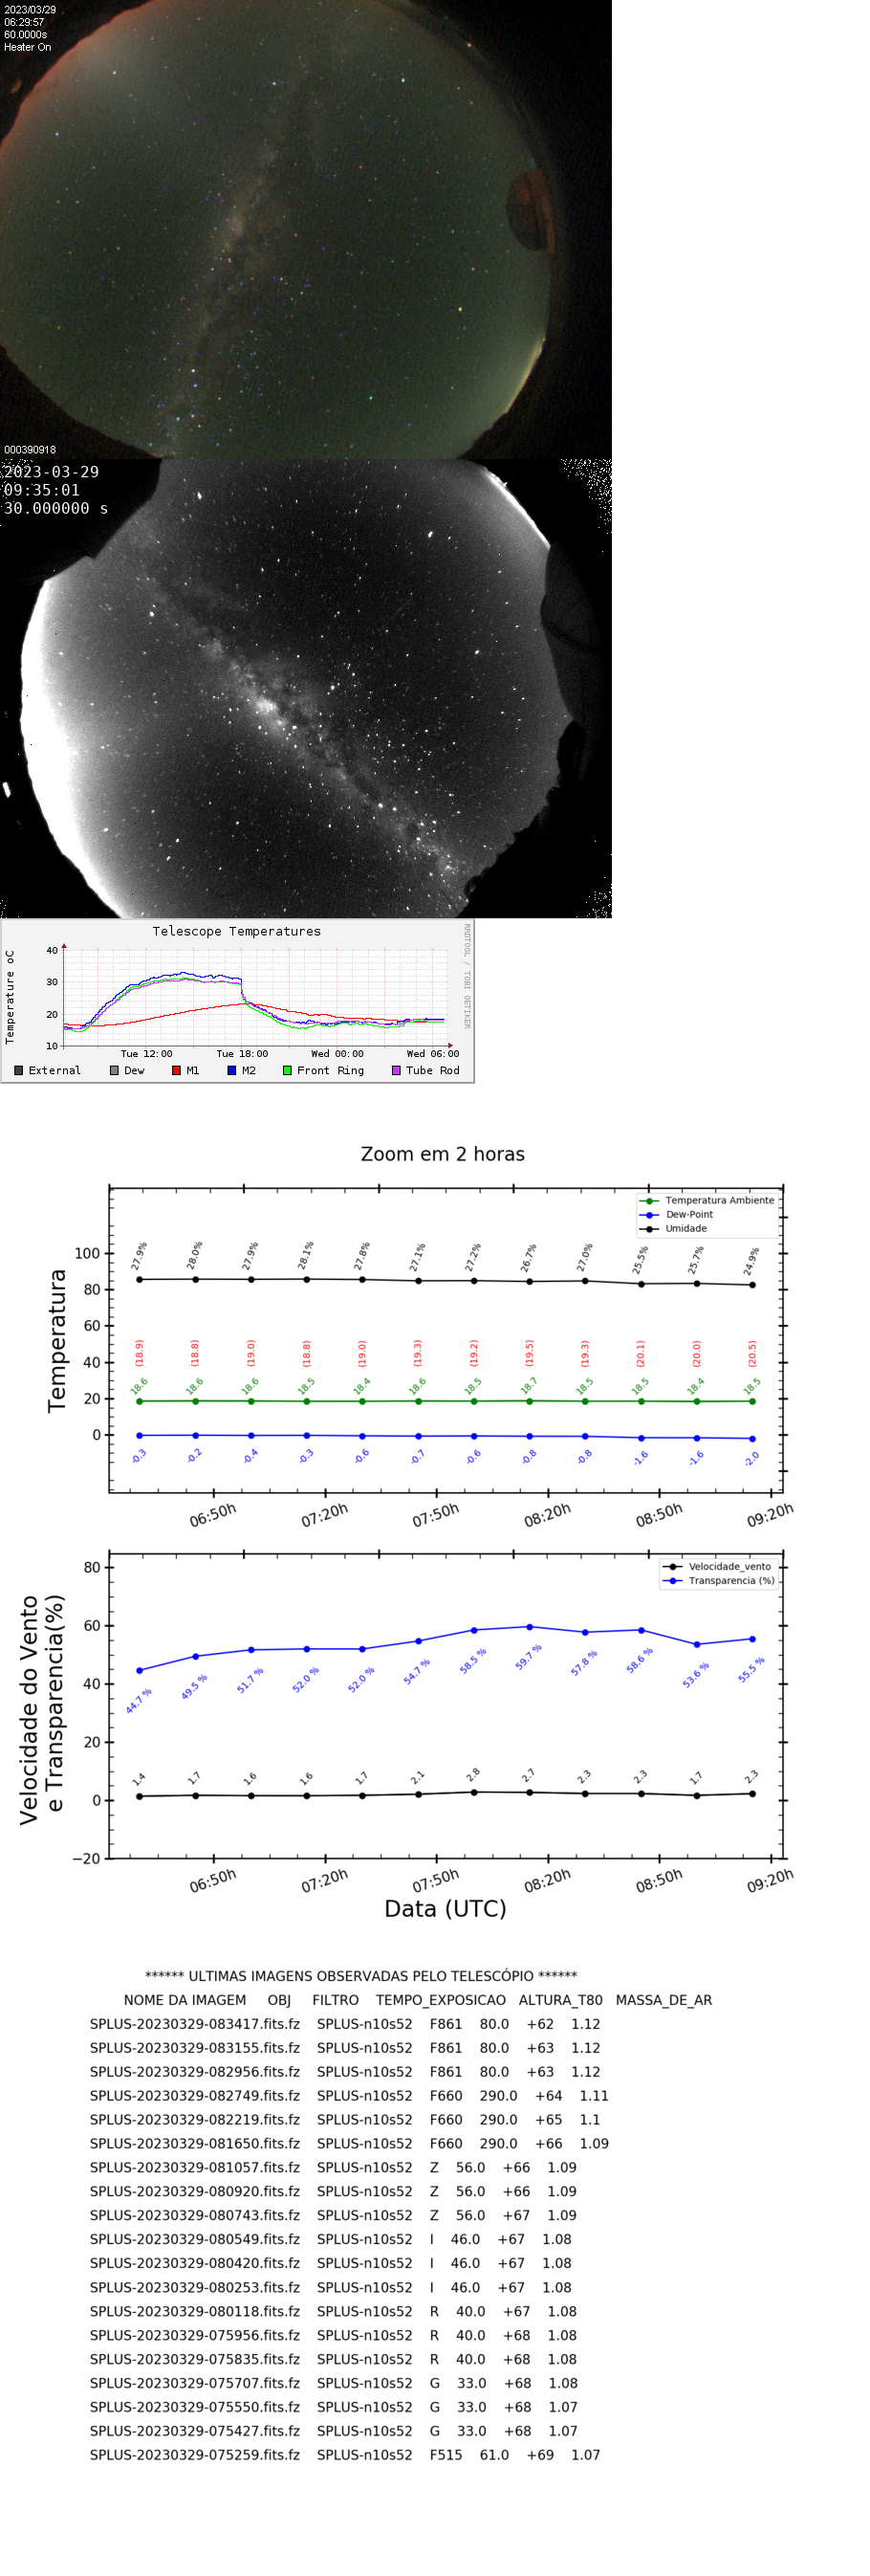 2023/03/29
06:29:57
60.0000s
Heater On
000390918
2023-03-29
09:35:01
30.000000 s
Telescope Temperatures
RRDTOOL / TOBI OETIKER
Temperature oC
40
30
20
10
Tue 12:00 Tue 18:00 Wed 00:00 Wed 06:00
External Dew M1 M2 Front Ring Tube Rod
Zoom em 2 horas
Temperatura Ambiente
Dew-Point
Umidade
Temperatura
100
80
60
40
20
0
27.9% 28.0% 27.9% 28.1% 27.8% 27.1% 27.2% 26.7% 27.0% 25.5% 25.7% 24.9%
(18.9) (18.8) (19.0) (18.8) (19.0) (19.3) (19.2) (19.5) (19.3) (20.1) (20.0) (20.5)
18.6 18.6 18.6 18.5 18.4 18.6 18.5 18.7 18.5 18.5 18.4 18.5
-0.3 -0.2 -0.4 -0.3 -0.6 -0.7 -0.6 -0.8 -0.8 -1.6 -1.6 -2.0
06:50h 07:20h 07:50h 08:20h 08:50h 09:20h
Velocidade_vento
Transparencia (%)
Velocidade do Vento
e Transparencia(%)
80
60
40
20
0
−20
44.7 % 49.5 % 51.7 % 52.0 % 52.0 % 54.7 % 58.5 % 59.7 % 57.8 % 58.6 % 53.6 % 55.5 %
1.4 1.7 1.6 1.6 1.7 2.1 2.8 2.7 2.3 2.3 1.7 2.3
06:50h 07:20h 07:50h 08:20h 08:50h 09:20h
Data (UTC)
****** ULTIMAS IMAGENS OBSERVADAS PELO TELESCÓPIO ******
NOME DA IMAGEM OBJ FILTRO TEMPO_EXPOSICAO ALTURA_T80 MASSA_DE_AR
SPLUS-20230329-083417.fits.fz SPLUS-n10s52 F861 80.0 +62 1.12
SPLUS-20230329-083155.fits.fz SPLUS-n10s52 F861 80.0 +63 1.12
SPLUS-20230329-082956.fits.fz SPLUS-n10s52 F861 80.0 +63 1.12
SPLUS-20230329-082749.fits.fz SPLUS-n10s52 F660 290.0 +64 1.11
SPLUS-20230329-082219.fits.fz SPLUS-n10s52 F660 290.0 +65 1.1
SPLUS-20230329-081650.fits.fz SPLUS-n10s52 F660 290.0 +66 1.09
SPLUS-20230329-081057.fits.fz SPLUS-n10s52 Z 56.0 +66 1.09
SPLUS-20230329-080920.fits.fz SPLUS-n10s52 Z 56.0 +66 1.09
SPLUS-20230329-080743.fits.fz SPLUS-n10s52 Z 56.0 +67 1.09
SPLUS-20230329-080549.fits.fz SPLUS-n10s52 I 46.0 +67 1.08
SPLUS-20230329-080420.fits.fz SPLUS-n10s52 I 46.0 +67 1.08
SPLUS-20230329-080253.fits.fz SPLUS-n10s52 I 46.0 +67 1.08
SPLUS-20230329-080118.fits.fz SPLUS-n10s52 R 40.0 +67 1.08
SPLUS-20230329-075956.fits.fz SPLUS-n10s52 R 40.0 +68 1.08
SPLUS-20230329-075835.fits.fz SPLUS-n10s52 R 40.0 +68 1.08
SPLUS-20230329-075707.fits.fz SPLUS-n10s52 G 33.0 +68 1.08
SPLUS-20230329-075550.fits.fz SPLUS-n10s52 G 33.0 +68 1.07
SPLUS-20230329-075427.fits.fz SPLUS-n10s52 G 33.0 +68 1.07
SPLUS-20230329-075259.fits.fz SPLUS-n10s52 F515 61.0 +69 1.07